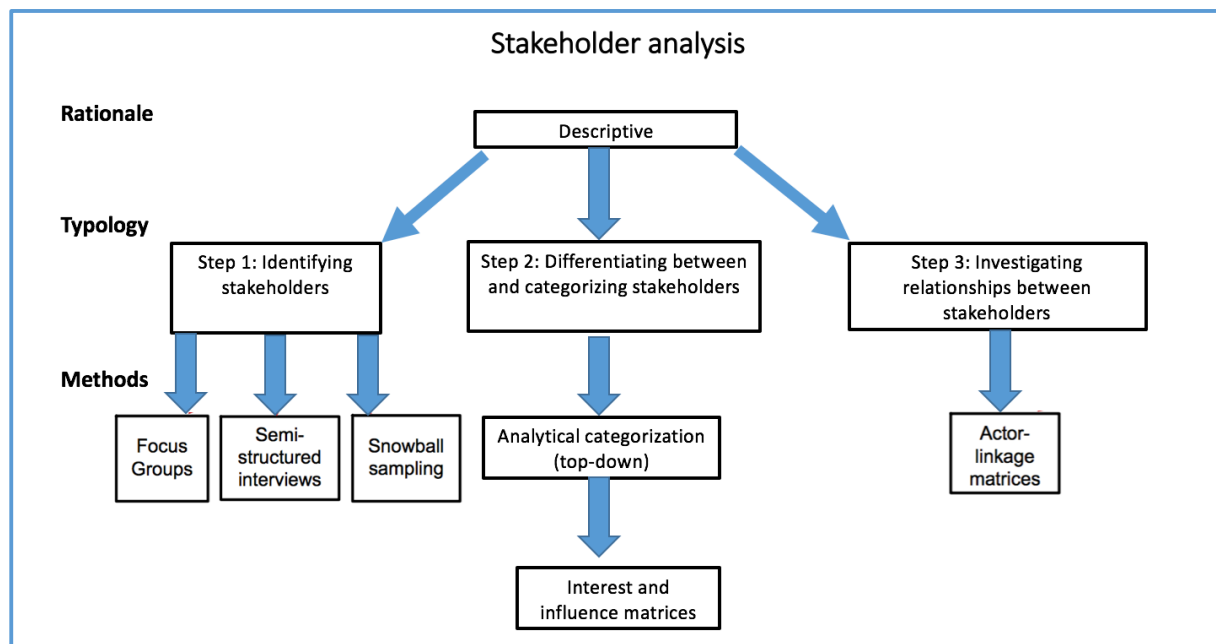 Stakeholder analysis
Rationale
Descriptive
Typology
Step 1: Identifying
stakeholders
Step 2: Differentiating between
and categorizing stakeholders
Step 3: Investigating
relationships between
stakeholders
Methods
Focus
Groups
Semi-
structured
interviews
Snowball
sampling
Analytical categorization
(top-down)
Actor-
linkage
matrices
Interest and
influence matrices